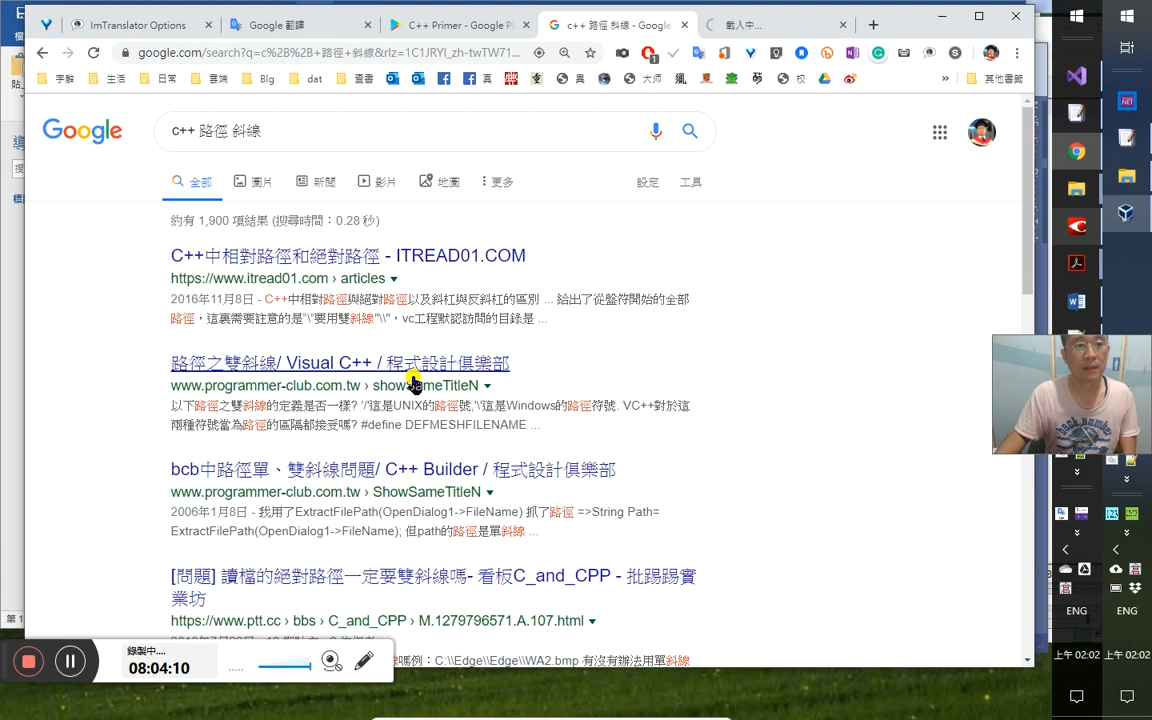 ImTranslator Options
Google 翻譯
C++ Primer - Google P
c++ 路徑 斜線 - Google
載入中...
google.com/search?q=c%2B%2B+路徑+斜線&rlz=1C1JRYI_zh-twTW71...
字辭
生活
日常
雲端
Blg
dat
查書
真
異
大师
校
»
其他書籤
Google
c++ 路徑 斜線
全部
圖片
新聞
影片
地圖
更多
設定
工具
約有 1,900 項結果 (搜尋時間：0.28 秒)
C++中相對路徑和絕對路徑 - ITREAD01.COM
https://www.itread01.com › articles
2016年11月8日 - C++中相對路徑與絕對路徑以及斜杠與反斜杠的區別 ... 給出了從盤符開始的全部
路徑，這裏需要註意的是"\"要用雙斜線"\\"，vc工程默認訪問的目錄是 ...
路徑之雙斜線/ Visual C++ / 程式設計俱樂部
www.programmer-club.com.tw › showSameTitleN
以下路徑之雙斜線的定義是否一樣? '/'這是UNIX的路徑號,'\'這是Windows的路徑符號. VC++對於這
兩種符號當為路徑的區隔都接受嗎? #define DEFMESHFILENAME ...
bcb中路徑單、雙斜線問題/ C++ Builder / 程式設計俱樂部
www.programmer-club.com.tw › ShowSameTitleN
2006年1月8日 - 我用了ExtractFilePath(OpenDialog1->FileName) 抓了路徑 =>String Path=
ExtractFilePath(OpenDialog1->FileName); 但path的路徑是單斜線 ...
[問題] 讀檔的絕對路徑一定要雙斜線嗎- 看板C_and_CPP - 批踢踢實
業坊
https://www.ptt.cc › bbs › C_and_CPP › M.1279796571.A.107.html
嗎例：C:\\Edge\\Edge\\WA2.bmp 有沒有辦法用單斜線
錄製中....
08:04:10
ENG
ENG
上午 02:02
上午 02:02